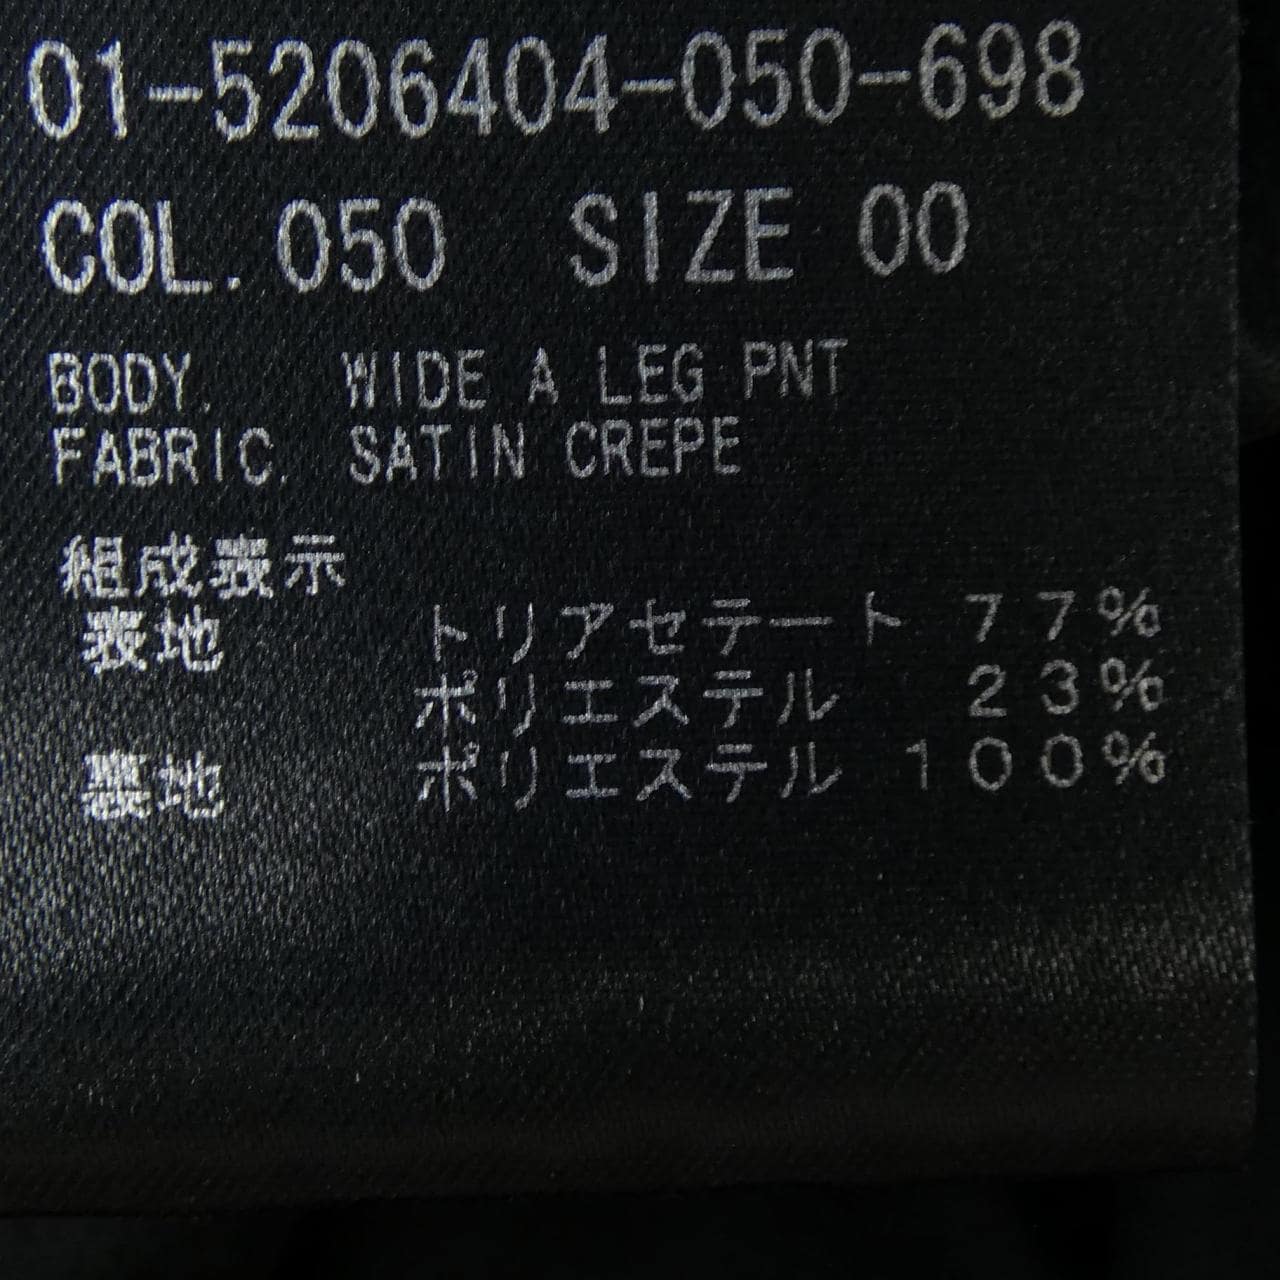 01-5206404-050-698
COL. 050 SIZE 00
BODY. WIDE A LEG PNT
FABRIC. SATIN CREPE
組成表示
表地 トリアセテート 77%
ポリエステル 23%
裏地 ポリエステル 100%